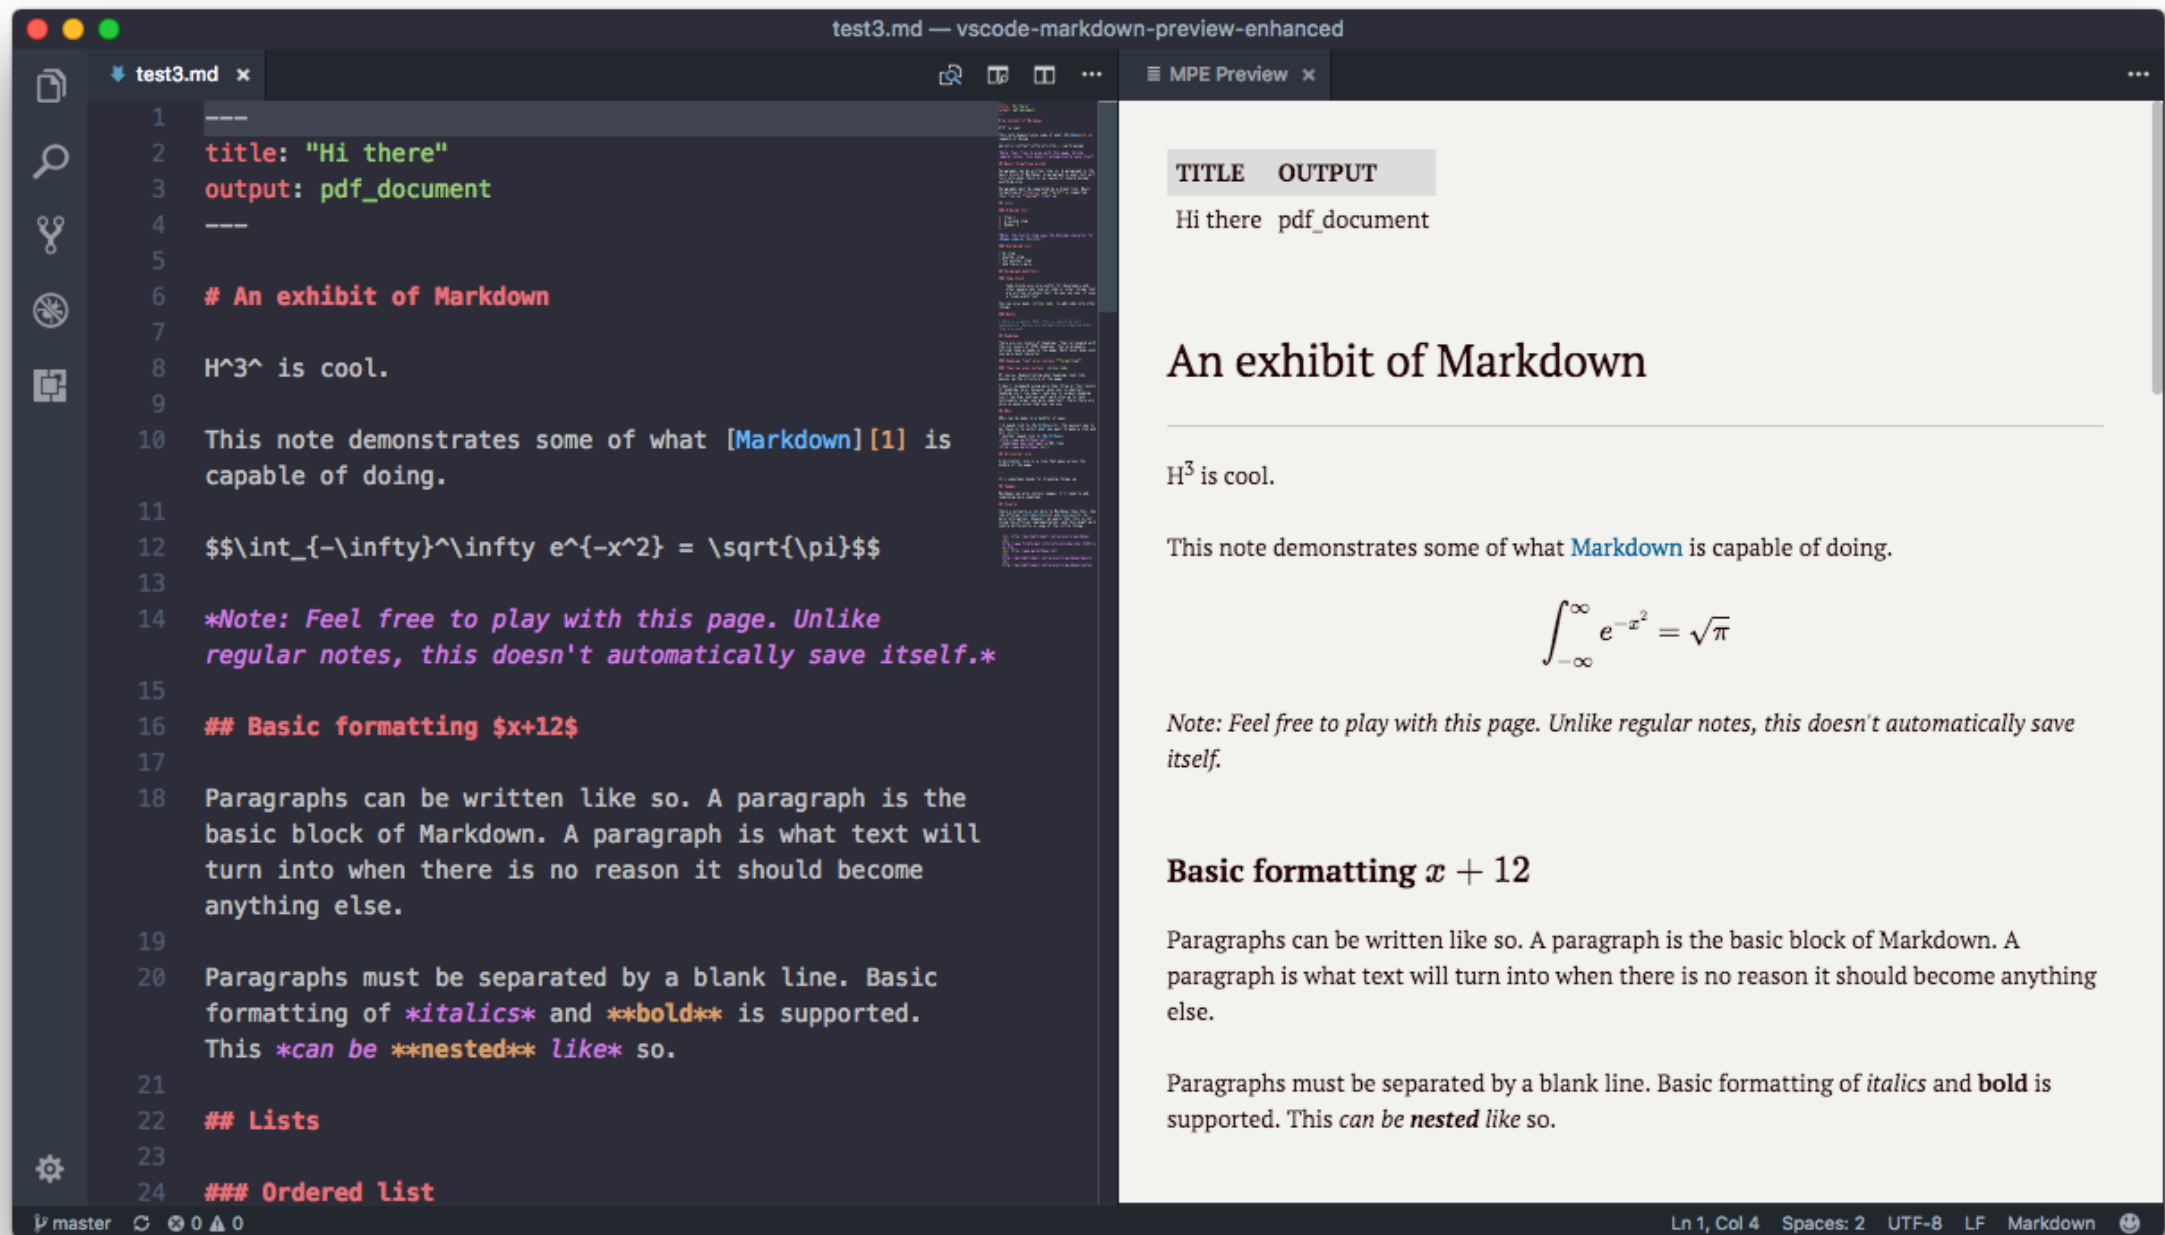 test3.md — vscode-markdown-preview-enhanced
test3.md
1 ---
2 title: "Hi there"
3 output: pdf_document
4 ---
5
6 # An exhibit of Markdown
7
8 H^3^ is cool.
9
10 This note demonstrates some of what [Markdown][1] is
capable of doing.
11
12 $$\int_{-\infty}^\infty e^{-x^2} = \sqrt{\pi}$$
13
14 *Note: Feel free to play with this page. Unlike
regular notes, this doesn't automatically save itself.*
15
16 ## Basic formatting $x+12$
17
18 Paragraphs can be written like so. A paragraph is the
basic block of Markdown. A paragraph is what text will
turn into when there is no reason it should become
anything else.
19
20 Paragraphs must be separated by a blank line. Basic
formatting of *italics* and **bold** is supported.
This *can be **nested** like* so.
21
22 ## Lists
23
24 ### Ordered list
MPE Preview
TITLE OUTPUT
Hi there pdf_document
An exhibit of Markdown
H³ is cool.
This note demonstrates some of what Markdown is capable of doing.
∫_{-∞}^{∞} e^{-x²} = √π
Note: Feel free to play with this page. Unlike regular notes, this doesn't automatically save
itself.
Basic formatting x + 12
Paragraphs can be written like so. A paragraph is the basic block of Markdown. A
paragraph is what text will turn into when there is no reason it should become anything
else.
Paragraphs must be separated by a blank line. Basic formatting of italics and bold is
supported. This can be nested like so.
master 0 0 Ln 1, Col 4 Spaces: 2 UTF-8 LF Markdown